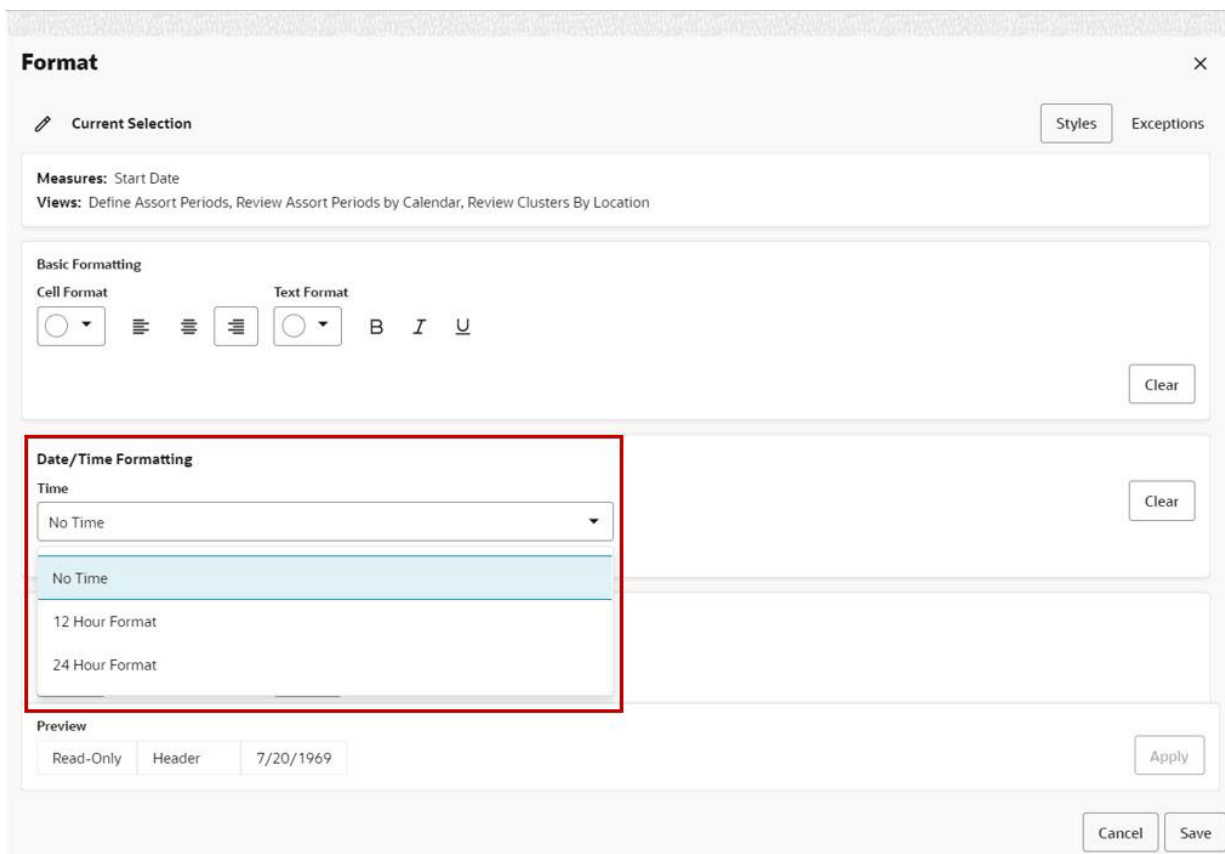 Format
Current Selection
Styles
Exceptions
Measures: Start Date
Views: Define Assort Periods, Review Assort Periods by Calendar, Review Clusters By Location
Basic Formatting
Cell Format
Text Format
B I U
Clear
Date/Time Formatting
Time
Clear
No Time
No Time
12 Hour Format
24 Hour Format
Preview
Read-Only Header 7/20/1969
Apply
Cancel
Save